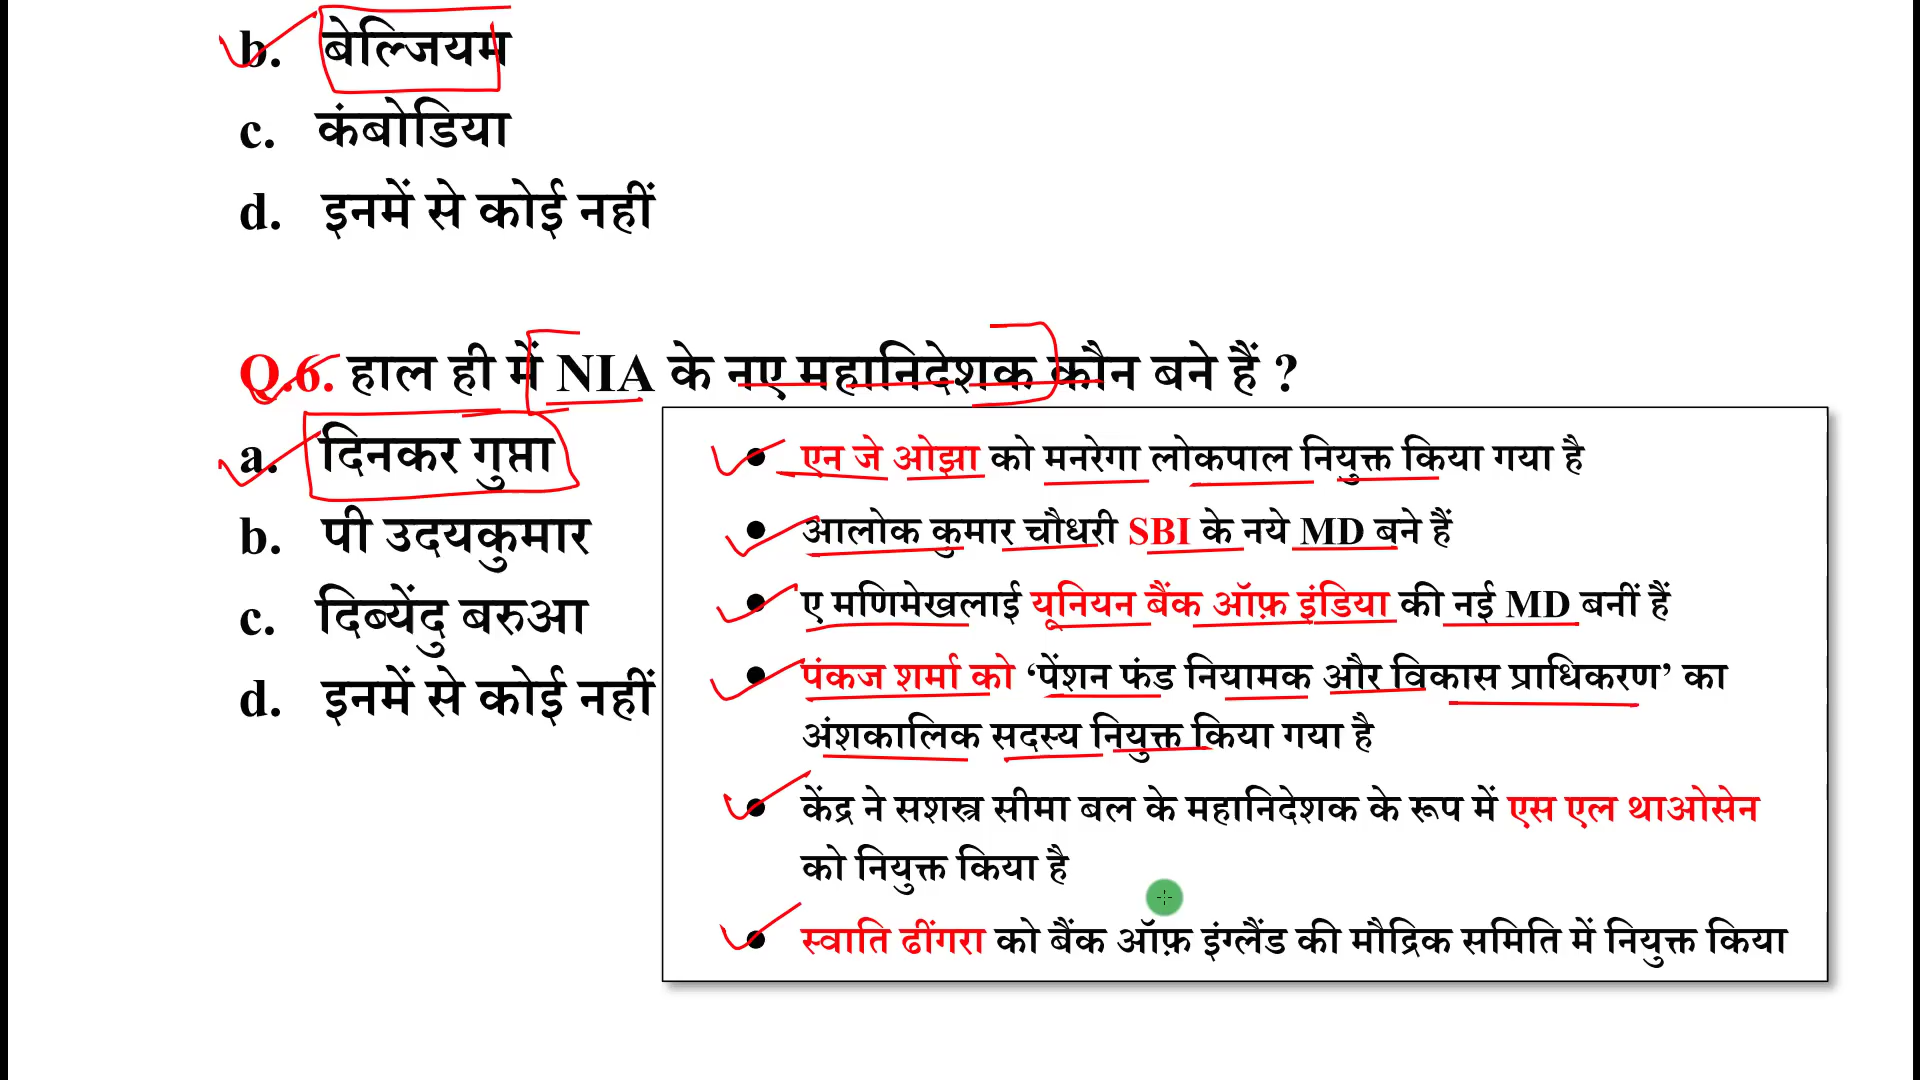 b. बेल्जियम
c. कंबोडिया
d. इनमें से कोई नहीं
Q.6. हाल ही में NIA के नए महानिदेशक कौन बने हैं ?
a. दिनकर गुप्ता
b. पी उदयकुमार
c. दिब्येंदु बरुआ
d. इनमें से कोई नहीं
• एन जे ओझा को मनरेगा लोकपाल नियुक्त किया गया है
• आलोक कुमार चौधरी SBI के नये MD बने हैं
• ए मणिमेखलाई यूनियन बैंक ऑफ़ इंडिया की नई MD बनीं हैं
• पंकज शर्मा को ‘पेंशन फंड नियामक और विकास प्राधिकरण’ का
अंशकालिक सदस्य नियुक्त किया गया है
• केंद्र ने सशस्त्र सीमा बल के महानिदेशक के रूप में एस एल थाओसेन
को नियुक्त किया है
• स्वाति ढींगरा को बैंक ऑफ़ इंग्लैंड की मौद्रिक समिति में नियुक्त किया